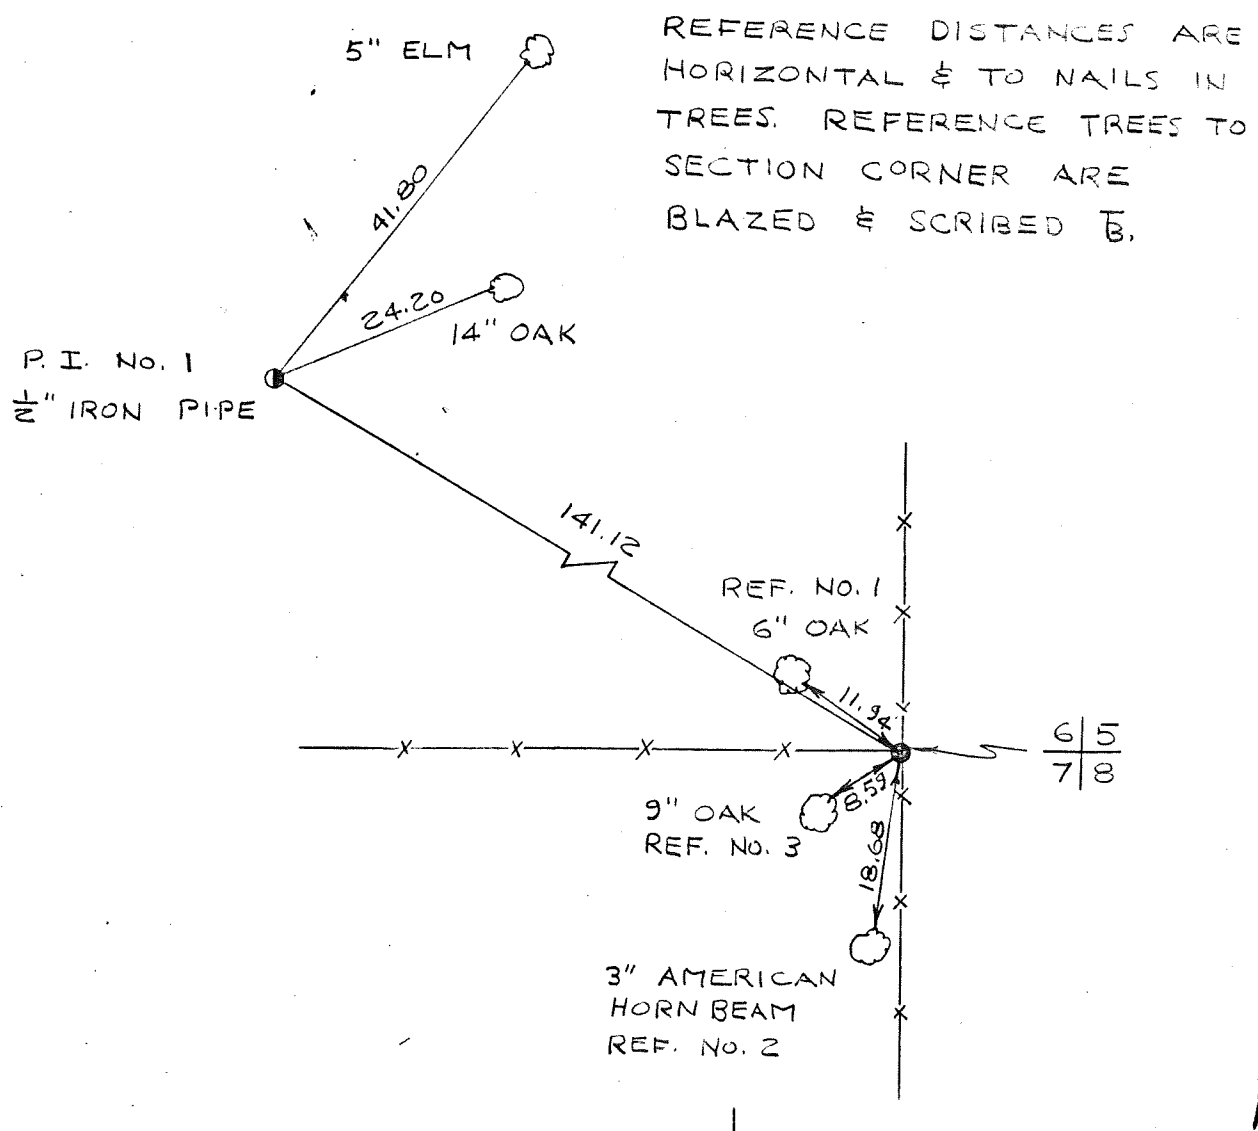 REFERENCE DISTANCES ARE
HORIZONTAL & TO NAILS IN
TREES. REFERENCE TREES TO
SECTION CORNER ARE
BLAZED & SCRIBED B.
5" ELM
41.80
24.20
14" OAK
P. I. No. 1
1/2" IRON PIPE
141.12
REF. NO. 1
6" OAK
11.94
6 5
7 8
8.59
9" OAK
REF. NO. 3
18.68
3" AMERICAN
HORN BEAM
REF. NO. 2